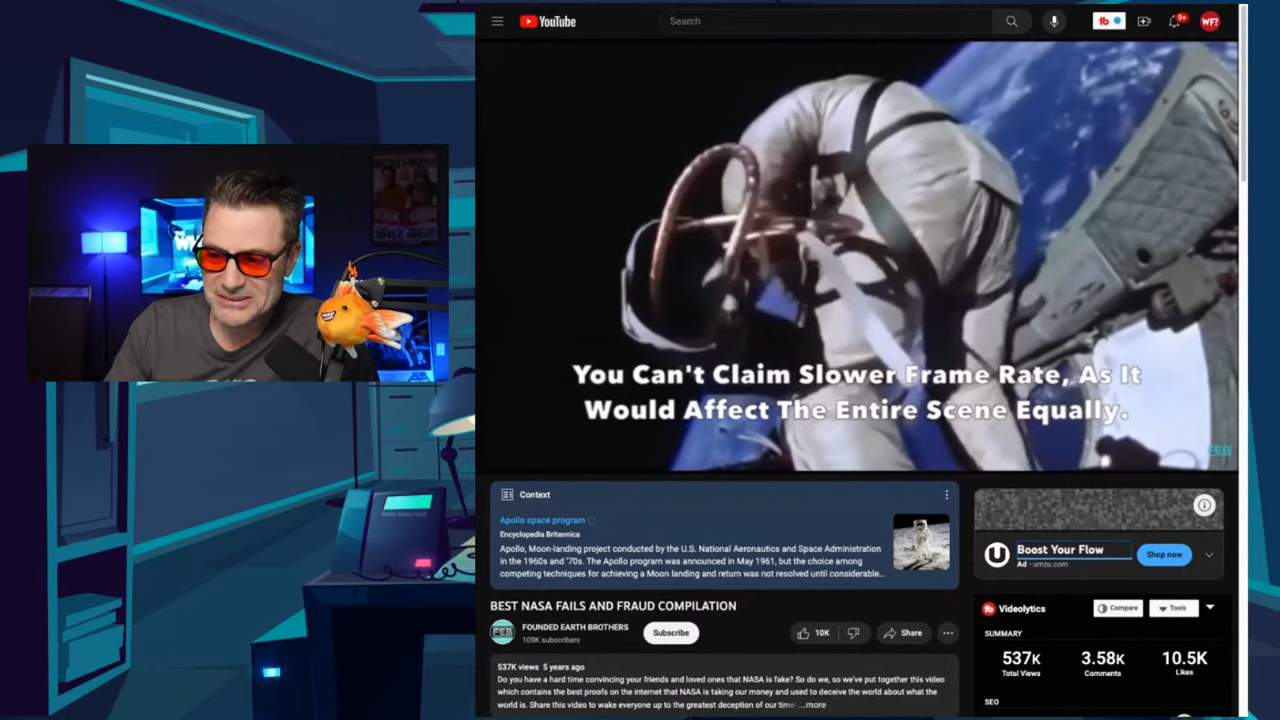 YouTube
Search
9+
WF?
KIRK
GORN
You Can't Claim Slower Frame Rate, As It
Would Affect The Entire Scene Equally.
FEB
Context
Apollo space program
Encyclopedia Britannica
Apollo, Moon-landing project conducted by the U.S. National Aeronautics and Space Administration
in the 1960s and '70s. The Apollo program was announced in May 1961, but the choice among
competing techniques for achieving a Moon landing and return was not resolved until considerable...
Boost Your Flow
Ad · umzu.com
Shop now
BEST NASA FAILS AND FRAUD COMPILATION
FEB
FOUNDED EARTH BROTHERS
109K subscribers
Subscribe
10K
Share
537K views 5 years ago
Do you have a hard time convincing your friends and loved ones that NASA is fake? So do we, so we've put together this video
which contains the best proofs on the internet that NASA is taking our money and used to deceive the world about what the
world is. Share this video to wake everyone up to the greatest deception of our time! ...more
Videolytics
Compare
Tools
SUMMARY
537K
3.58K
10.5K
Total Views
Comments
Likes
SEO